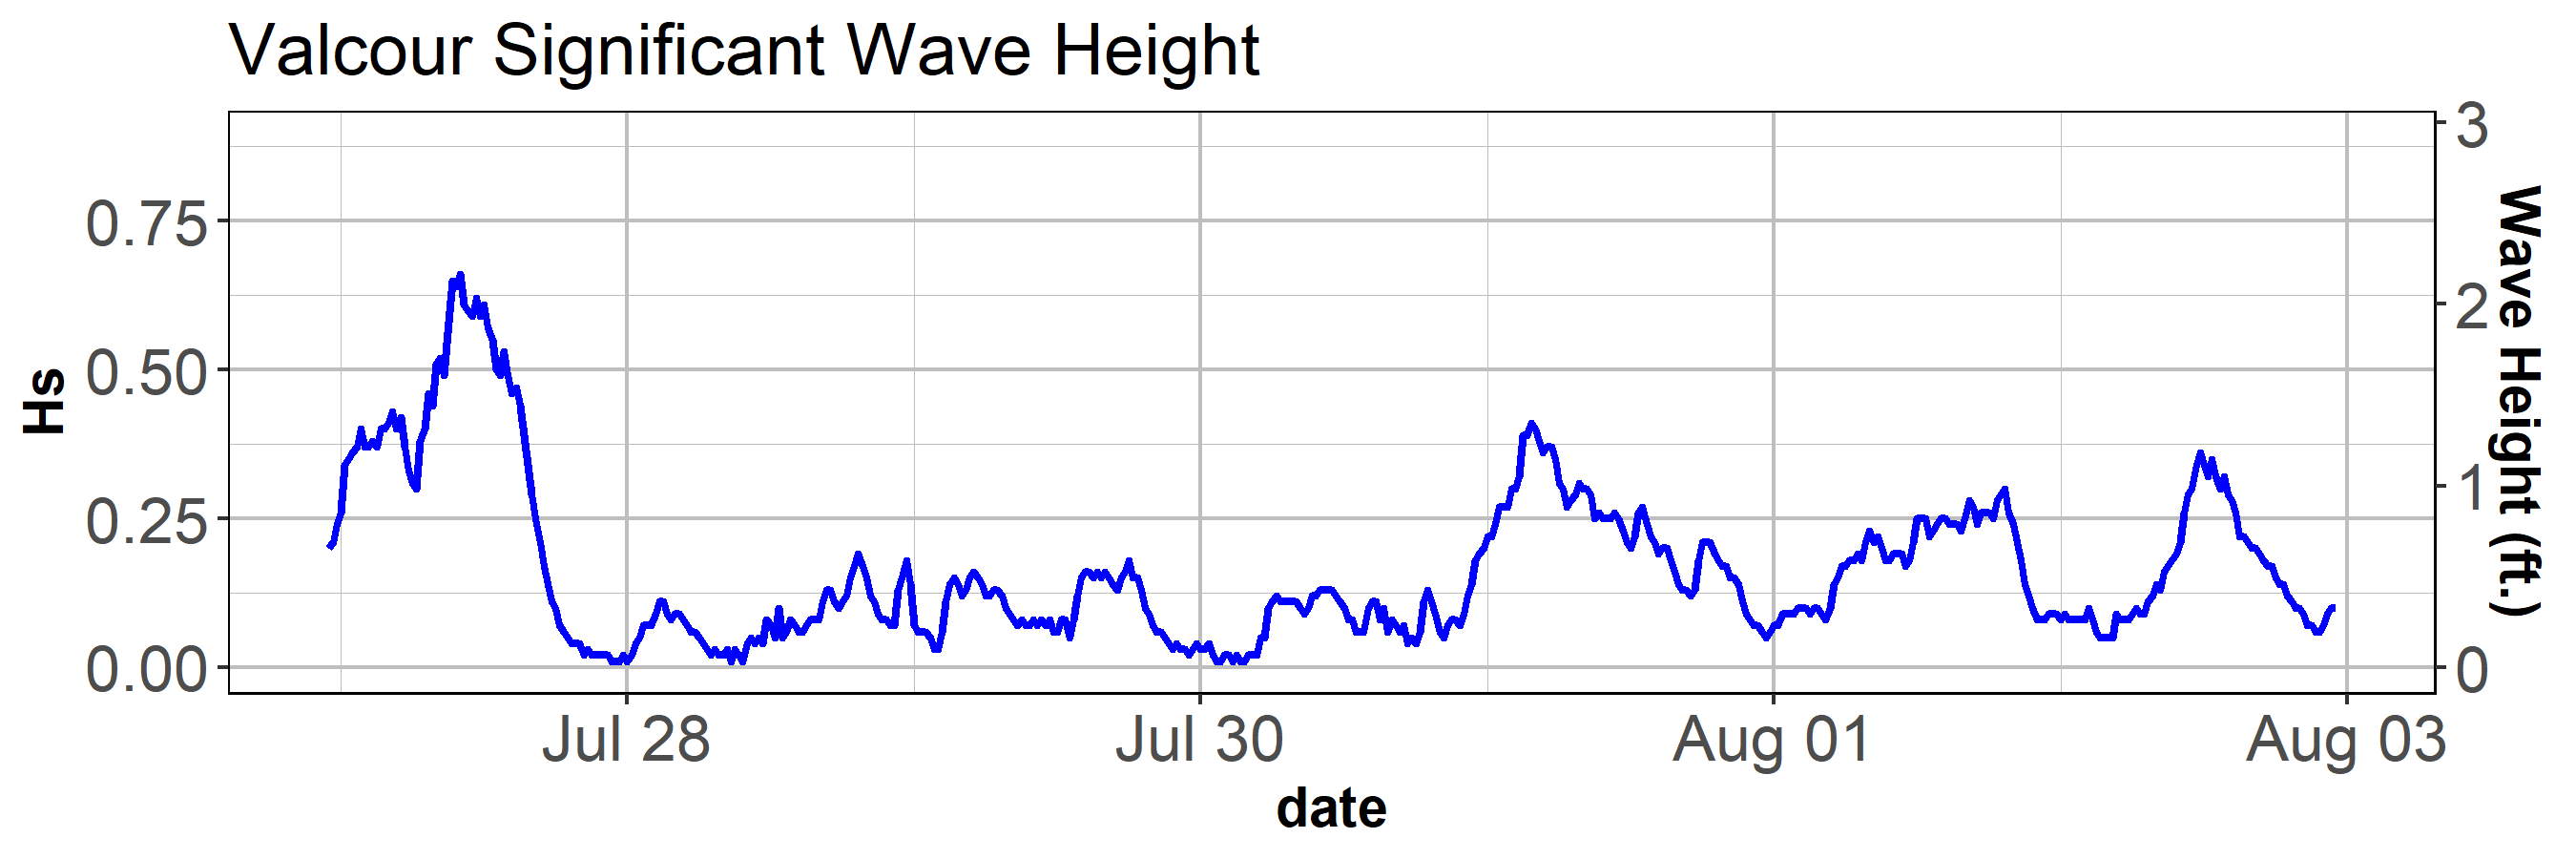 Valcour Significant Wave Height
Hs
0.75
0.50
0.25
0.00
3
2
1
0
Wave Height (ft.)
Jul 28
Jul 30
Aug 01
Aug 03
date